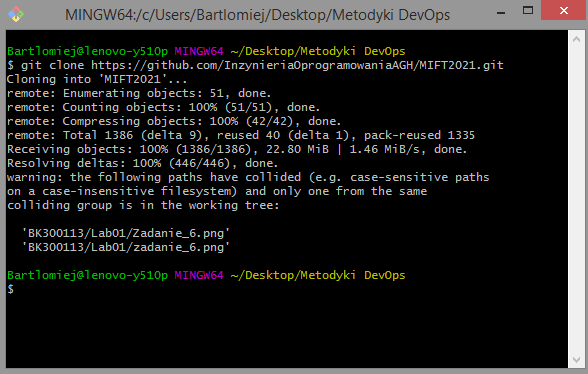 MINGW64:/c/Users/Bartlomiej/Desktop/Metodyki DevOps
Bartlomiej@lenovo-y510p MINGW64 ~/Desktop/Metodyki DevOps
$ git clone https://github.com/InzynieriaOprogramowaniaAGH/MIFT2021.git
Cloning into 'MIFT2021'...
remote: Enumerating objects: 51, done.
remote: Counting objects: 100% (51/51), done.
remote: Compressing objects: 100% (42/42), done.
remote: Total 1386 (delta 9), reused 40 (delta 1), pack-reused 1335
Receiving objects: 100% (1386/1386), 22.80 MiB | 1.46 MiB/s, done.
Resolving deltas: 100% (446/446), done.
warning: the following paths have collided (e.g. case-sensitive paths
on a case-insensitive filesystem) and only one from the same
colliding group is in the working tree:
'BK300113/Lab01/Zadanie_6.png'
'BK300113/Lab01/zadanie_6.png'
Bartlomiej@lenovo-y510p MINGW64 ~/Desktop/Metodyki DevOps
$